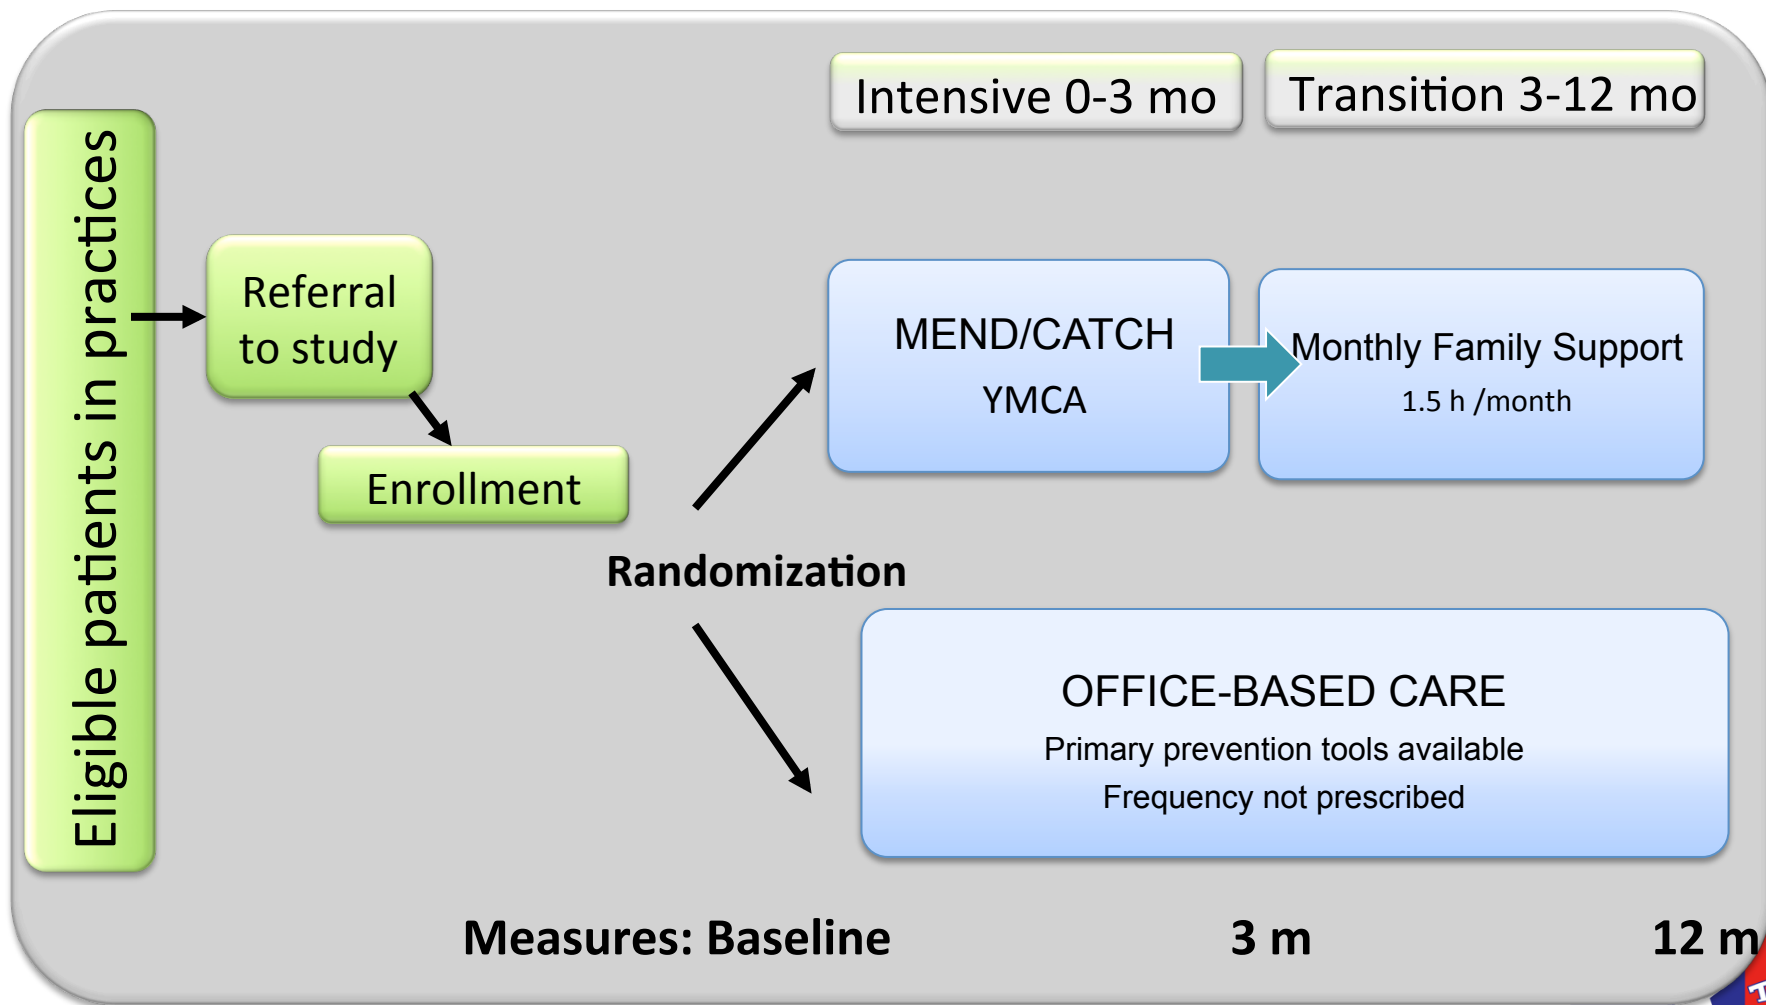 Intensive 0-3 mo
Transition 3-12 mo
Eligible patients in practices
Referral
to study
Enrollment
Randomization
MEND/CATCH
YMCA
Monthly Family Support
1.5 h /month
OFFICE-BASED CARE
Primary prevention tools available
Frequency not prescribed
Measures: Baseline
3 m
12 m